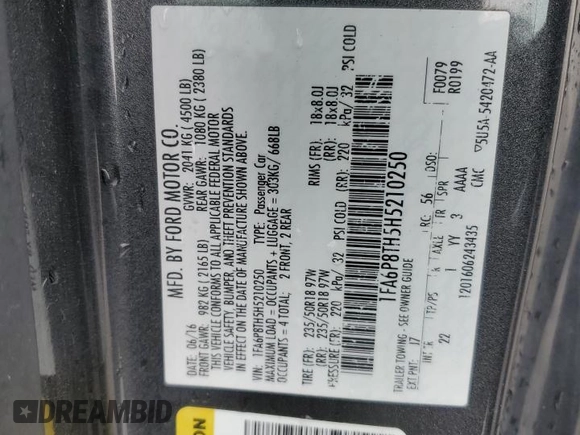 MFD. BY FORD MOTOR CO.
DATE: 06/16 GVWR: 2041 KG ( 4500 LB)
FRONT GAWR: 982 KG ( 2165 LB) REAR GAWR: 1080 KG ( 2380 LB)
THIS VEHICLE CONFORMS TO ALL APPLICABLE FEDERAL MOTOR
VEHICLE SAFETY, BUMPER, AND THEFT PREVENTION STANDARDS
IN EFFECT ON THE DATE OF MANUFACTURE SHOWN ABOVE.
VIN: 1FA6P8TH5H5210250 TYPE: Passenger Car
MAXIMUM LOAD = OCCUPANTS + LUGGAGE = 303KG/ 668LB
OCCUPANTS = 4 TOTAL: 2 FRONT, 2 REAR
TIRE (FR): 235/50R18 97W RIMS (FR): 18x8.0J
(RR): 235/50R18 97W (RR): 18x8.0J
PRESSURE (FR): 220 kPa/ 32 PSI COLD (RR): 220 kPa/ 32 PSI COLD
1FA6P8TH5H5210250
TRAILER TOWING - SEE OWNER GUIDE F0079
EXT PNT: 17 RC: 56 DSO: R0199
INT TR TP/PS R AXLE TR SPR
22 I YY 3 AAAA
1201606243435 CMC 5U5A-5420472-AA
ON
DREAMBID